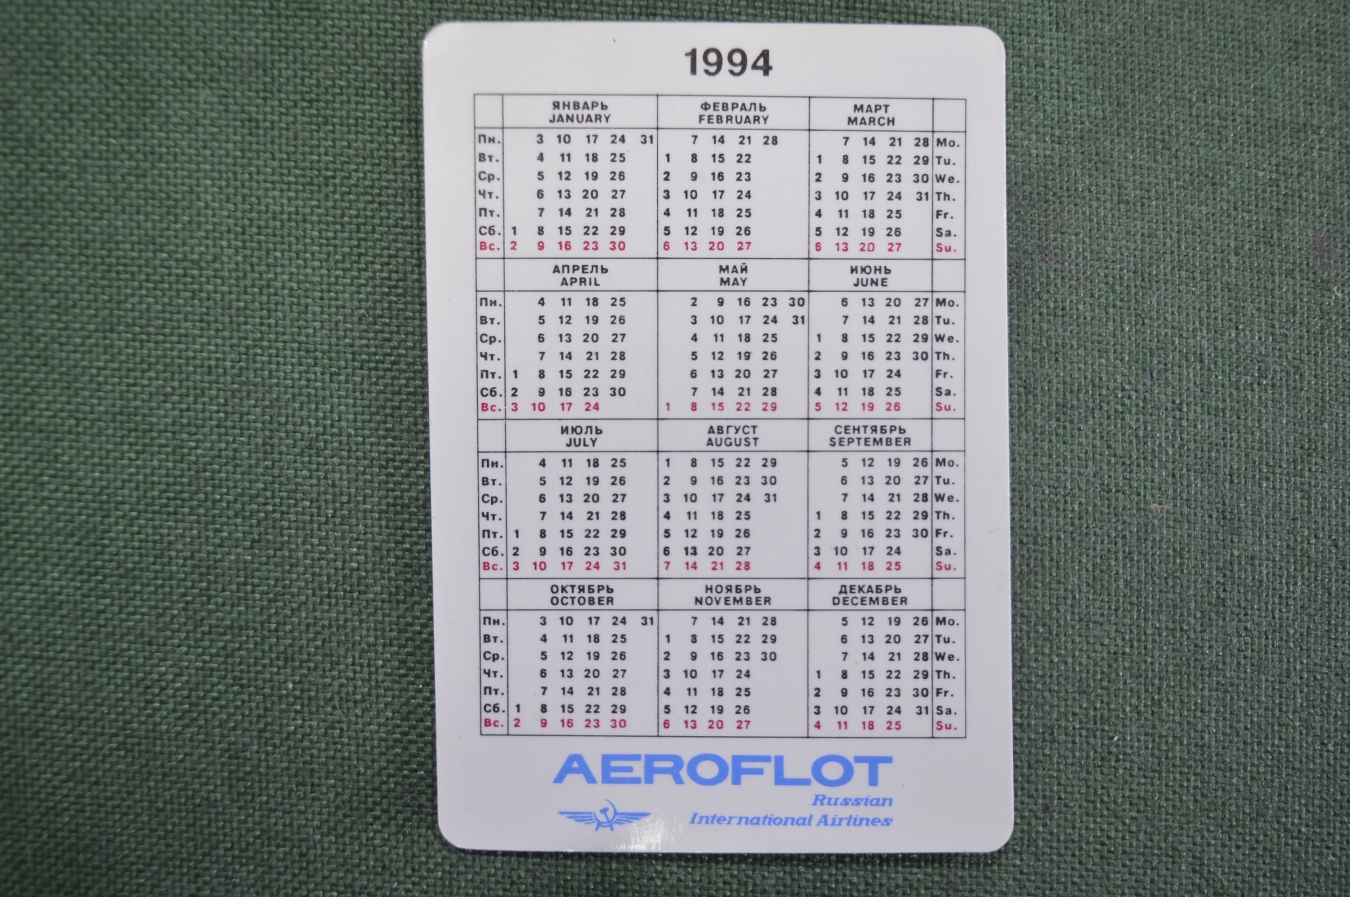 1994
ЯНВАРЬ ФЕВРАЛЬ МАРТ
JANUARY FEBRUARY MARCH
Пн. 3 10 17 24 31 7 14 21 28 7 14 21 28 Mo.
Вт. 4 11 18 25 1 8 15 22 1 8 15 22 29 Tu.
Ср. 5 12 19 26 2 9 16 23 2 9 16 23 30 We.
Чт. 6 13 20 27 3 10 17 24 3 10 17 24 31 Th.
Пт. 7 14 21 28 4 11 18 25 4 11 18 25 Fr.
Сб. 1 8 15 22 29 5 12 19 26 5 12 19 26 Sa.
Вс. 2 9 16 23 30 6 13 20 27 6 13 20 27 Su.
АПРЕЛЬ МАЙ ИЮНЬ
APRIL MAY JUNE
Пн. 4 11 18 25 2 9 16 23 30 6 13 20 27 Mo.
Вт. 5 12 19 26 3 10 17 24 31 7 14 21 28 Tu.
Ср. 6 13 20 27 4 11 18 25 1 8 15 22 29 We.
Чт. 7 14 21 28 5 12 19 26 2 9 16 23 30 Th.
Пт. 1 8 15 22 29 6 13 20 27 3 10 17 24 Fr.
Сб. 2 9 16 23 30 7 14 21 28 4 11 18 25 Sa.
Вс. 3 10 17 24 1 8 15 22 29 5 12 19 26 Su.
ИЮЛЬ АВГУСТ СЕНТЯБРЬ
JULY AUGUST SEPTEMBER
Пн. 4 11 18 25 1 8 15 22 29 5 12 19 26 Mo.
Вт. 5 12 19 26 2 9 16 23 30 6 13 20 27 Tu.
Ср. 6 13 20 27 3 10 17 24 31 7 14 21 28 We.
Чт. 7 14 21 28 4 11 18 25 1 8 15 22 29 Th.
Пт. 1 8 15 22 29 5 12 19 26 2 9 16 23 30 Fr.
Сб. 2 9 16 23 30 6 13 20 27 3 10 17 24 Sa.
Вс. 3 10 17 24 31 7 14 21 28 4 11 18 25 Su.
ОКТЯБРЬ НОЯБРЬ ДЕКАБРЬ
OCTOBER NOVEMBER DECEMBER
Пн. 3 10 17 24 31 7 14 21 28 5 12 19 26 Mo.
Вт. 4 11 18 25 1 8 15 22 29 6 13 20 27 Tu.
Ср. 5 12 19 26 2 9 16 23 30 7 14 21 28 We.
Чт. 6 13 20 27 3 10 17 24 1 8 15 22 29 Th.
Пт. 7 14 21 28 4 11 18 25 2 9 16 23 30 Fr.
Сб. 1 8 15 22 29 5 12 19 26 3 10 17 24 31 Sa.
Вс. 2 9 16 23 30 6 13 20 27 4 11 18 25 Su.
AEROFLOT
Russian
International Airlines